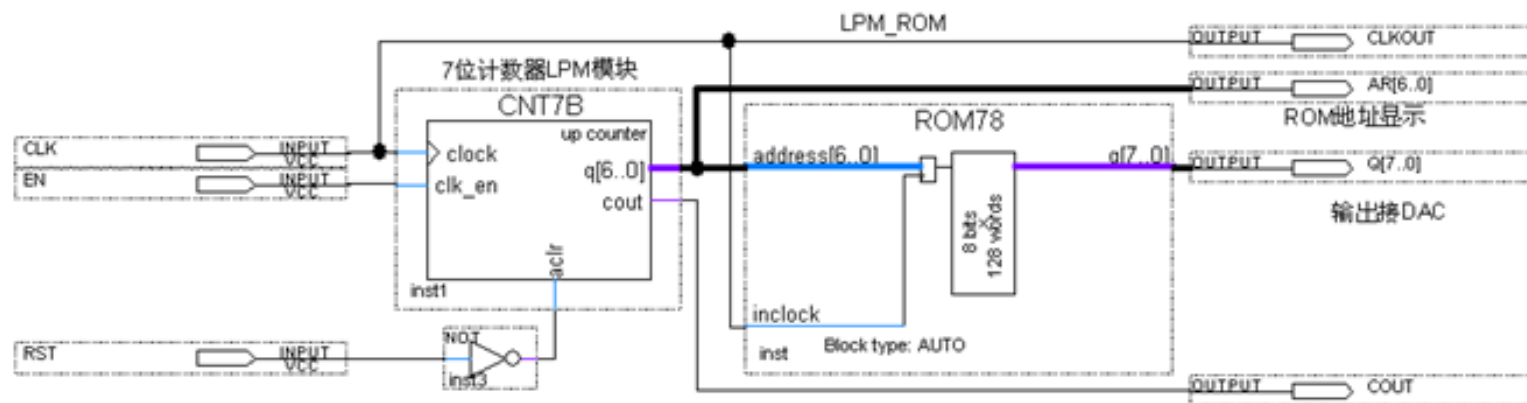 LPM_ROM
OUTPUT CLKOUT
7位计数器LPM模块
OUTPUT AR[6..0]
CNT7B
ROM78
ROM地址显示
up counter
CLK INPUT VCC
clock
q[6..0]
address[6..0]
q[7..0]
OUTPUT Q[7..0]
EN INPUT VCC
clk_en
cout
输出接DAC
8 bits
×
128 words
aclr
inst1
inclock
RST INPUT VCC
NOT
inst3
inst
Block type: AUTO
OUTPUT COUT